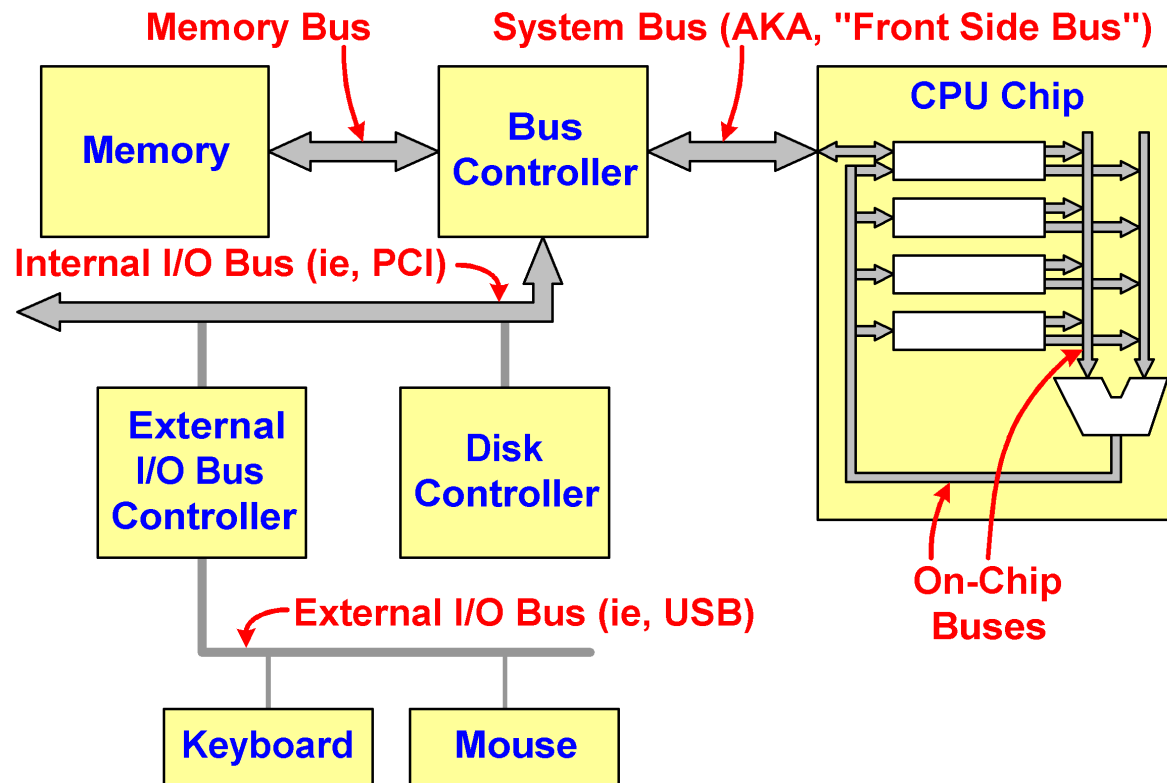 Memory Bus
System Bus (AKA, "Front Side Bus")
Memory
Bus
Controller
CPU Chip
Internal I/O Bus (ie, PCI)
External
I/O Bus
Controller
Disk
Controller
On-Chip
Buses
External I/O Bus (ie, USB)
Keyboard
Mouse